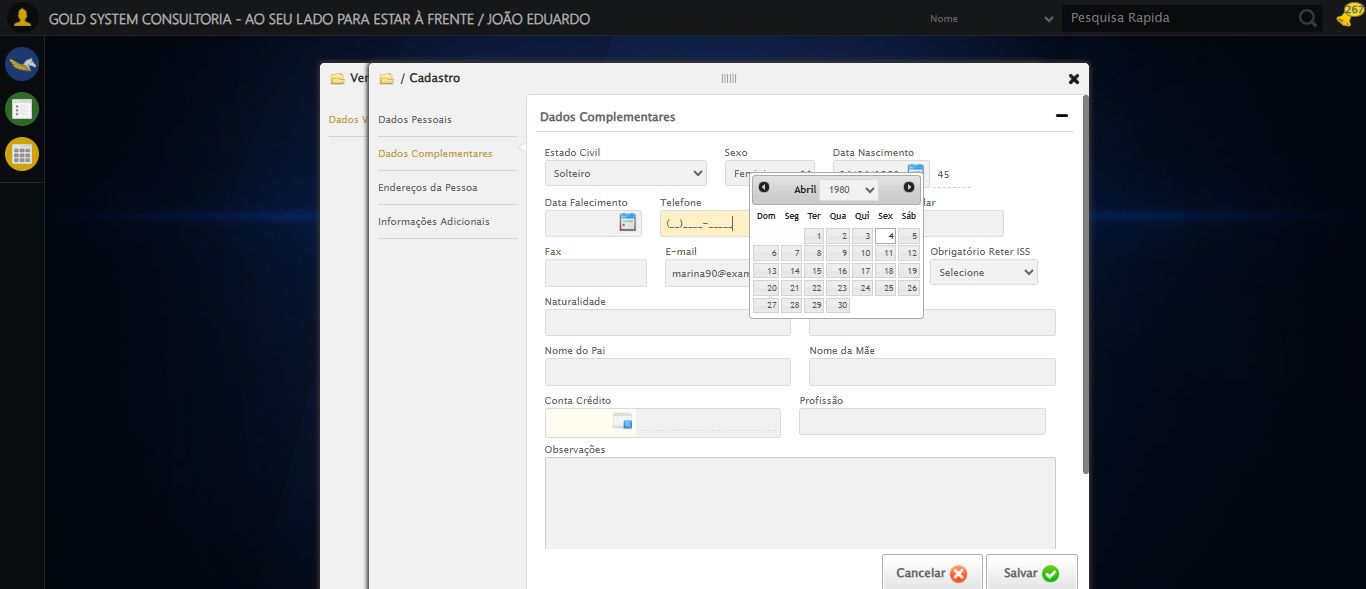 GOLD SYSTEM CONSULTORIA - AO SEU LADO PARA ESTAR À FRENTE / JOÃO EDUARDO
Nome
Pesquisa Rapida
267
Ver
/ Cadastro
Dados V
Dados Pessoais
Dados Complementares
Endereços da Pessoa
Informações Adicionais
Dados Complementares
Estado Civil
Sexo
Data Nascimento
Solteiro
45
Data Falecimento
Telefone
lar
(__)____-_____
Abril 1980
Dom Seg Ter Qua Qui Sex Sáb
1 2 3 4 5
6 7 8 9 10 11 12
13 14 15 16 17 18 19
20 21 22 23 24 25 26
27 28 29 30
Fax
E-mail
Obrigatório Reter ISS
marina90@exam
Selecione
Naturalidade
Nome do Pai
Nome da Mãe
Conta Crédito
Profissão
Observações
Cancelar
Salvar